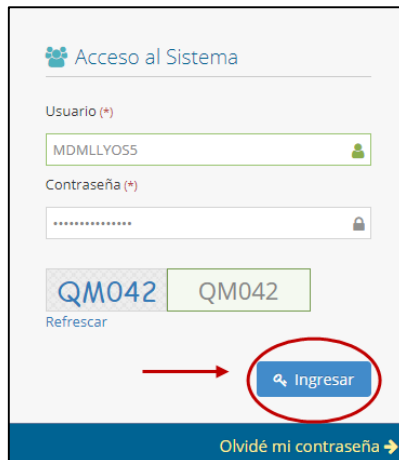 Acceso al Sistema
Usuario (*)
MDMLLYOS5
Contraseña (*)
QM042 QM042
Refrescar
Ingresar
Olvidé mi contraseña